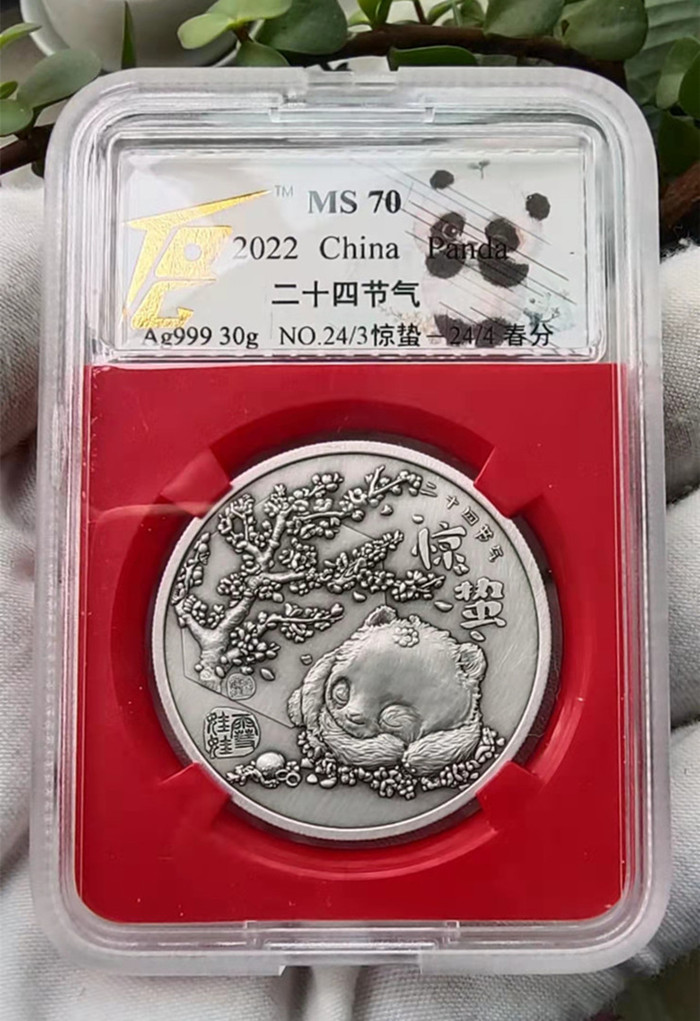 TM
MS 70
2022 China Panda
二十四节气
Ag999 30g NO.24/3惊蛰—24/4 春分
二十四节气
惊蛰